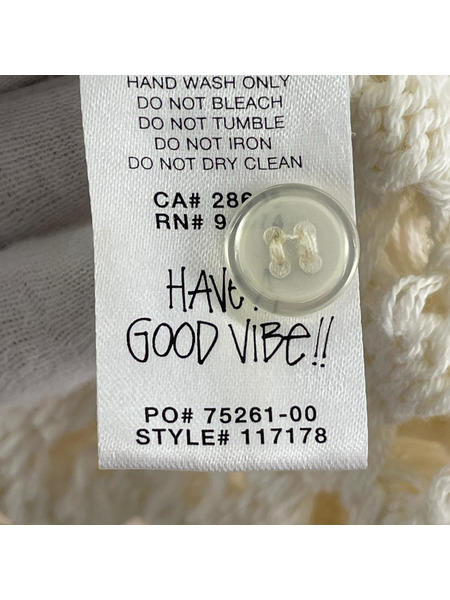 HAND WASH ONLY
DO NOT BLEACH
DO NOT TUMBLE
DO NOT IRON
DO NOT DRY CLEAN
CA# 286
RN# 9
HAVE
GOOD VIBE!!
PO# 75261-00
STYLE# 117178